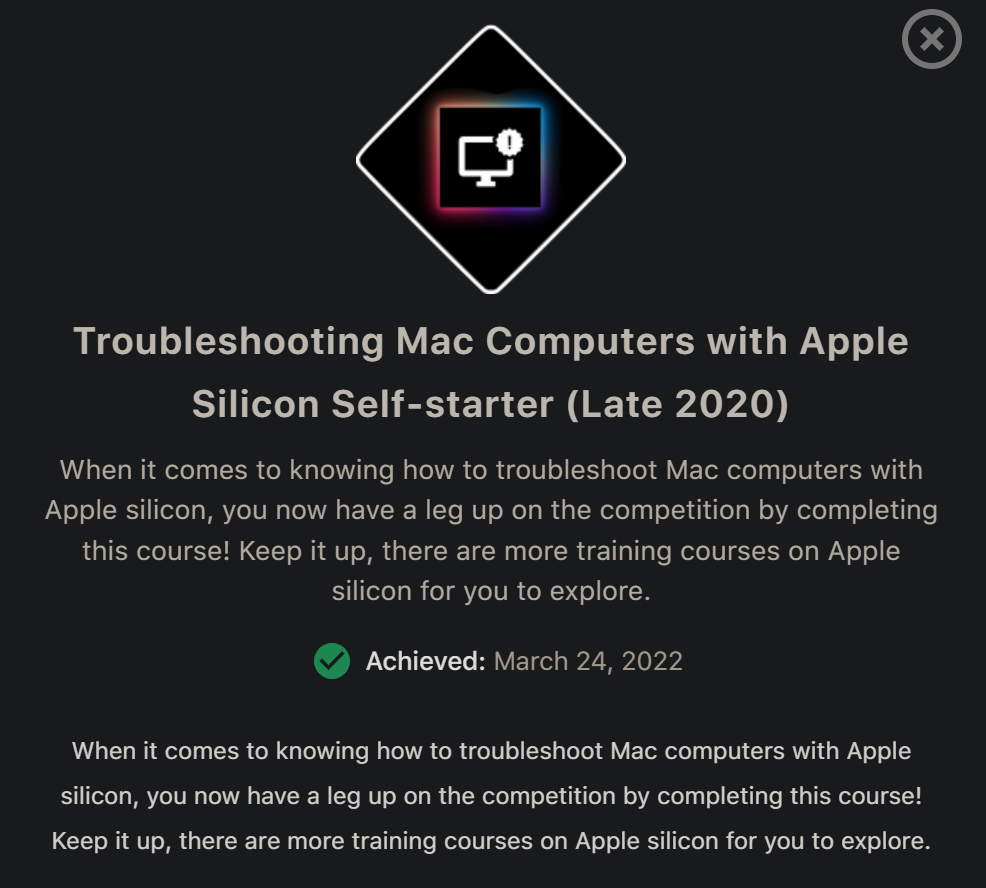 Troubleshooting Mac Computers with Apple
Silicon Self-starter (Late 2020)
When it comes to knowing how to troubleshoot Mac computers with
Apple silicon, you now have a leg up on the competition by completing
this course! Keep it up, there are more training courses on Apple
silicon for you to explore.
Achieved: March 24, 2022
When it comes to knowing how to troubleshoot Mac computers with Apple
silicon, you now have a leg up on the competition by completing this course!
Keep it up, there are more training courses on Apple silicon for you to explore.